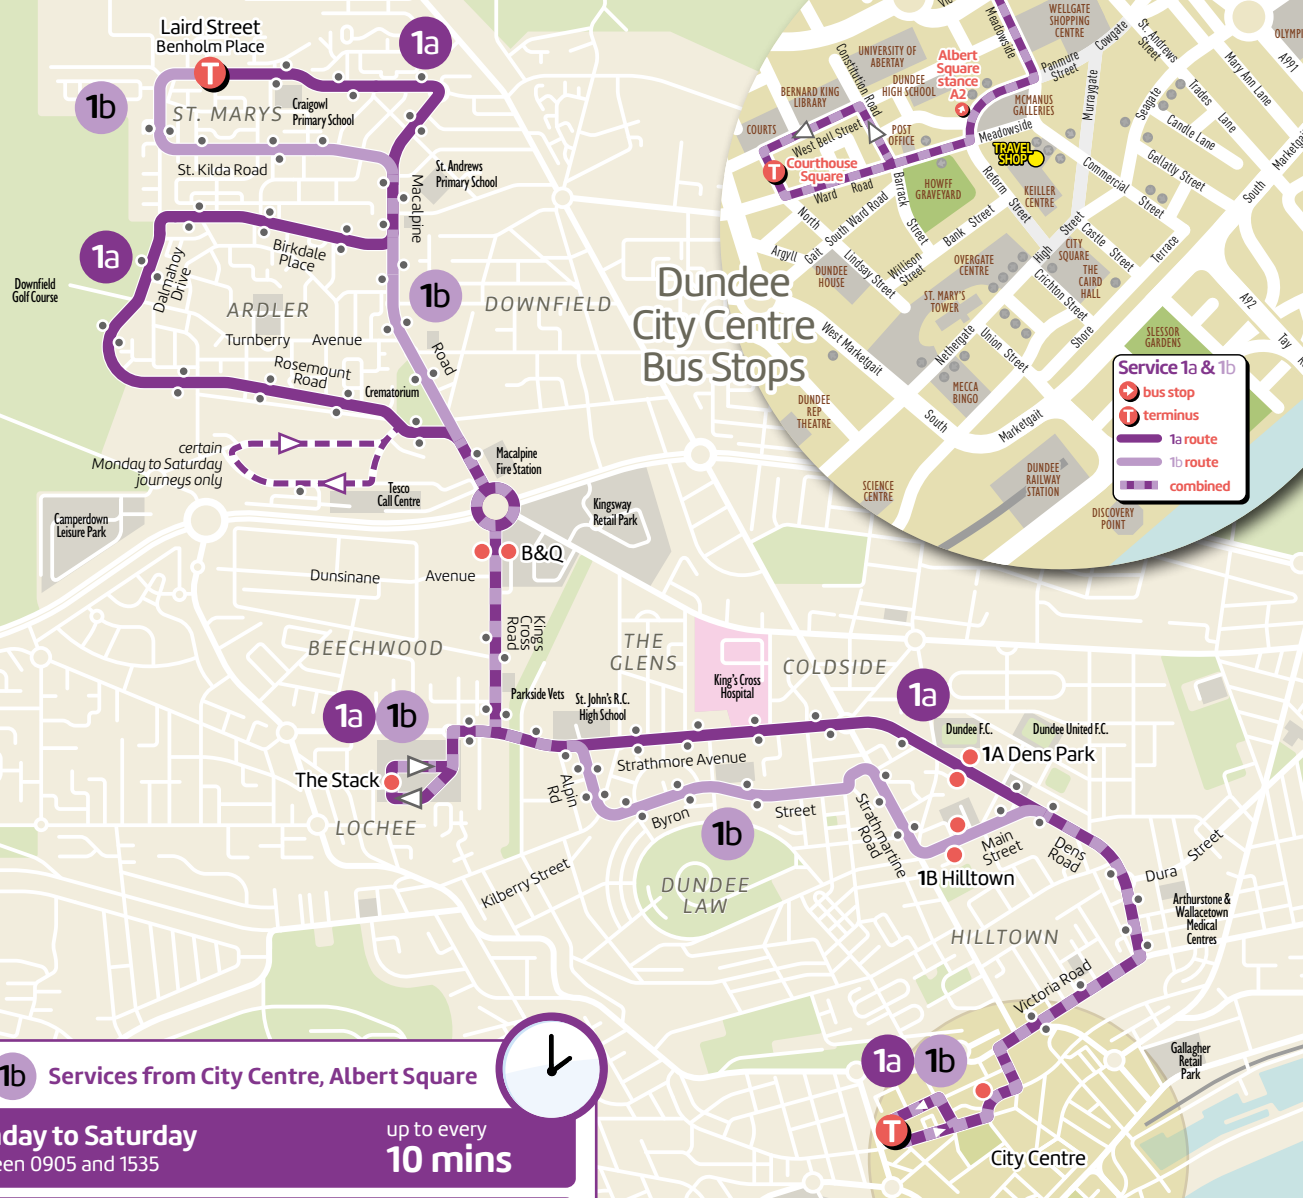 Laird Street
Benholm Place
T
1a
1b
ST. MARYS
Craigowl
Primary School
St. Kilda Road
St. Andrews
Primary School
Macalpine
Road
1a
Birkdale
Place
Dalmahoy
Drive
Downfield
Golf Course
ARDLER
Turnberry Avenue
Rosemount
Road
1b
DOWNFIELD
Crematorium
certain
Monday to Saturday
journeys only
Tesco
Call Centre
Macalpine
Fire Station
Camperdown
Leisure Park
Kingsway
Retail Park
B&Q
Dunsinane Avenue
Kings
Cross
Road
BEECHWOOD
THE
GLENS
King's Cross
Hospital
COLDSIDE
Parkside Vets
St. John's R.C.
High School
1a 1b
The Stack
LOCHEE
Strathmore Avenue
Alpin
Rd
Byron Street
1b
1a
Dundee F.C.
Dundee United F.C.
1A Dens Park
Strathmartine
Road
Main
Street
1B Hilltown
Dens
Road
Dura Street
Arthurstone &
Wallacetown
Medical
Centres
Kilberry Street
DUNDEE
LAW
HILLTOWN
Victoria Road
1a 1b
T
City Centre
Gallagher
Retail
Park
Dundee
City Centre
Bus Stops
WELLGATE
SHOPPING
CENTRE
Meadowside
Panmure
Street
Cowgate
St. Andrews
Street
Mary Ann Lane
A991
UNIVERSITY OF
ABERTAY
Constitution Road
DUNDEE
HIGH SCHOOL
Albert
Square
stance
A2
BERNARD KING
LIBRARY
COURTS
West Bell Street
POST
OFFICE
MCMANUS
GALLERIES
Murraygate
Seagate
Trades
Lane
Candle Lane
Gellatly Street
T
Courthouse
Square
Meadowside
TRAVEL
SHOP
Ward Road
Barrack
Street
HOWFF
GRAVEYARD
Reform
Street
KEILLER
CENTRE
Commercial
Street
South
North
South Ward Road
Bank Street
High Street
Castle
Street
Terrace
Argyll
Gait
Lindsay Street
Willison
Street
OVERGATE
CENTRE
CITY
SQUARE
THE
CAIRD
HALL
Crichton Street
DUNDEE
HOUSE
ST. MARY'S
TOWER
Nethergate
Union Street
Shore
A92
Tay
West Marketgait
SLESSOR
GARDENS
MECCA
BINGO
DUNDEE
REP
THEATRE
South
Marketgait
SCIENCE
CENTRE
DUNDEE
RAILWAY
STATION
DISCOVERY
POINT
Service 1a & 1b
bus stop
T terminus
1a route
1b route
combined
1b Services from City Centre, Albert Square
day to Saturday
een 0905 and 1535
up to every
10 mins